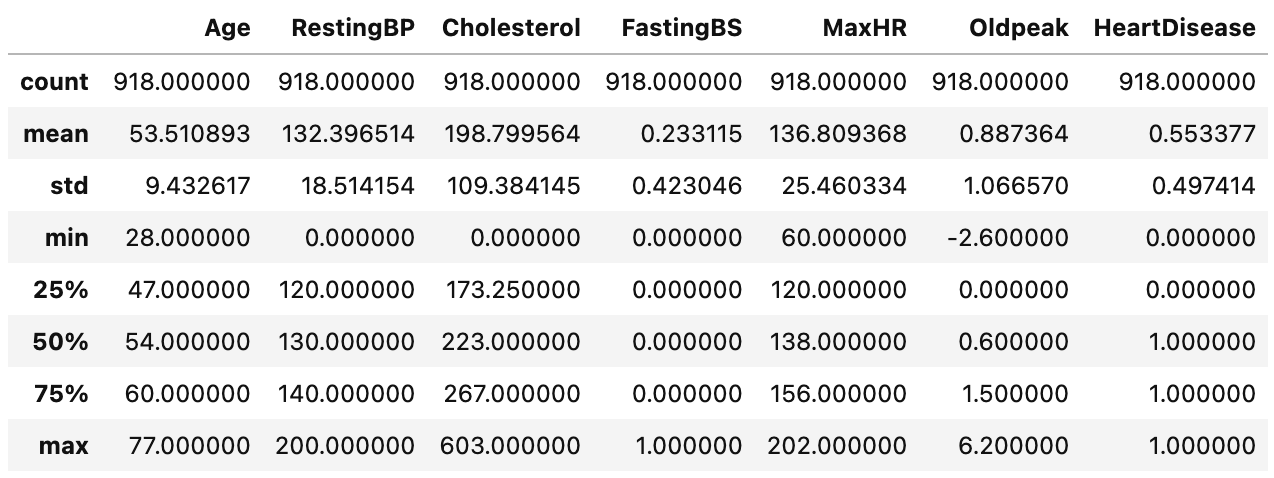 Age RestingBP Cholesterol FastingBS MaxHR Oldpeak HeartDisease
count 918.000000 918.000000 918.000000 918.000000 918.000000 918.000000 918.000000
mean 53.510893 132.396514 198.799564 0.233115 136.809368 0.887364 0.553377
std 9.432617 18.514154 109.384145 0.423046 25.460334 1.066570 0.497414
min 28.000000 0.000000 0.000000 0.000000 60.000000 -2.600000 0.000000
25% 47.000000 120.000000 173.250000 0.000000 120.000000 0.000000 0.000000
50% 54.000000 130.000000 223.000000 0.000000 138.000000 0.600000 1.000000
75% 60.000000 140.000000 267.000000 0.000000 156.000000 1.500000 1.000000
max 77.000000 200.000000 603.000000 1.000000 202.000000 6.200000 1.000000